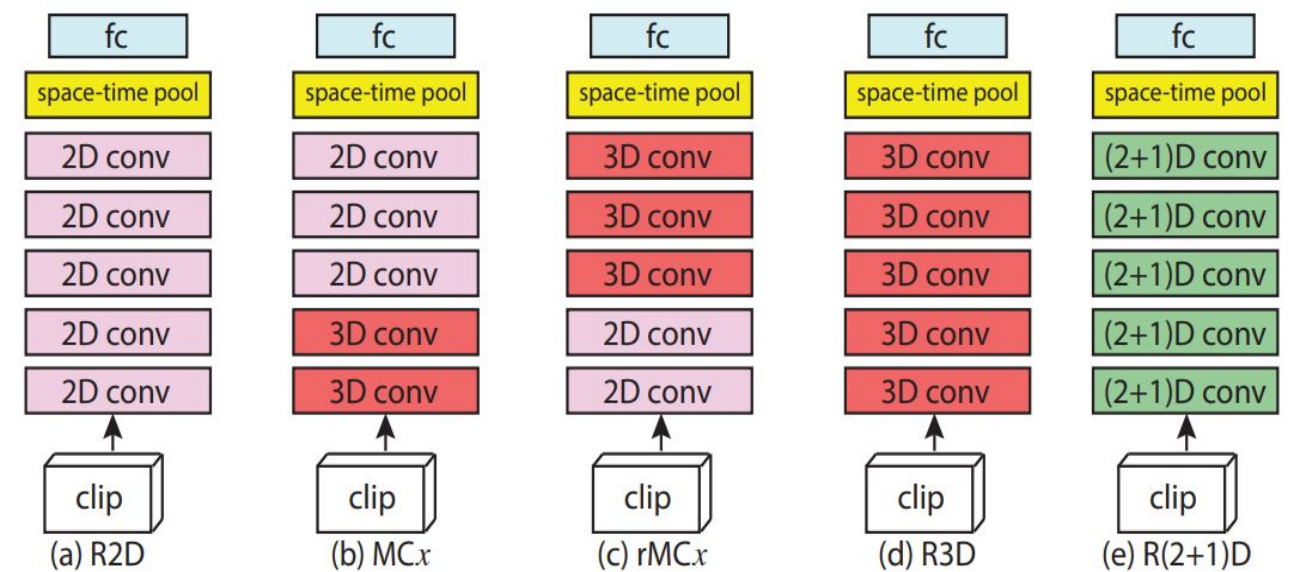 fc fc fc fc fc
space-time pool space-time pool space-time pool space-time pool space-time pool
2D conv 2D conv 3D conv 3D conv (2+1)D conv
2D conv 2D conv 3D conv 3D conv (2+1)D conv
2D conv 2D conv 3D conv 3D conv (2+1)D conv
2D conv 3D conv 2D conv 3D conv (2+1)D conv
2D conv 3D conv 2D conv 3D conv (2+1)D conv
clip clip clip clip clip
(a) R2D (b) MCx (c) rMCx (d) R3D (e) R(2+1)D